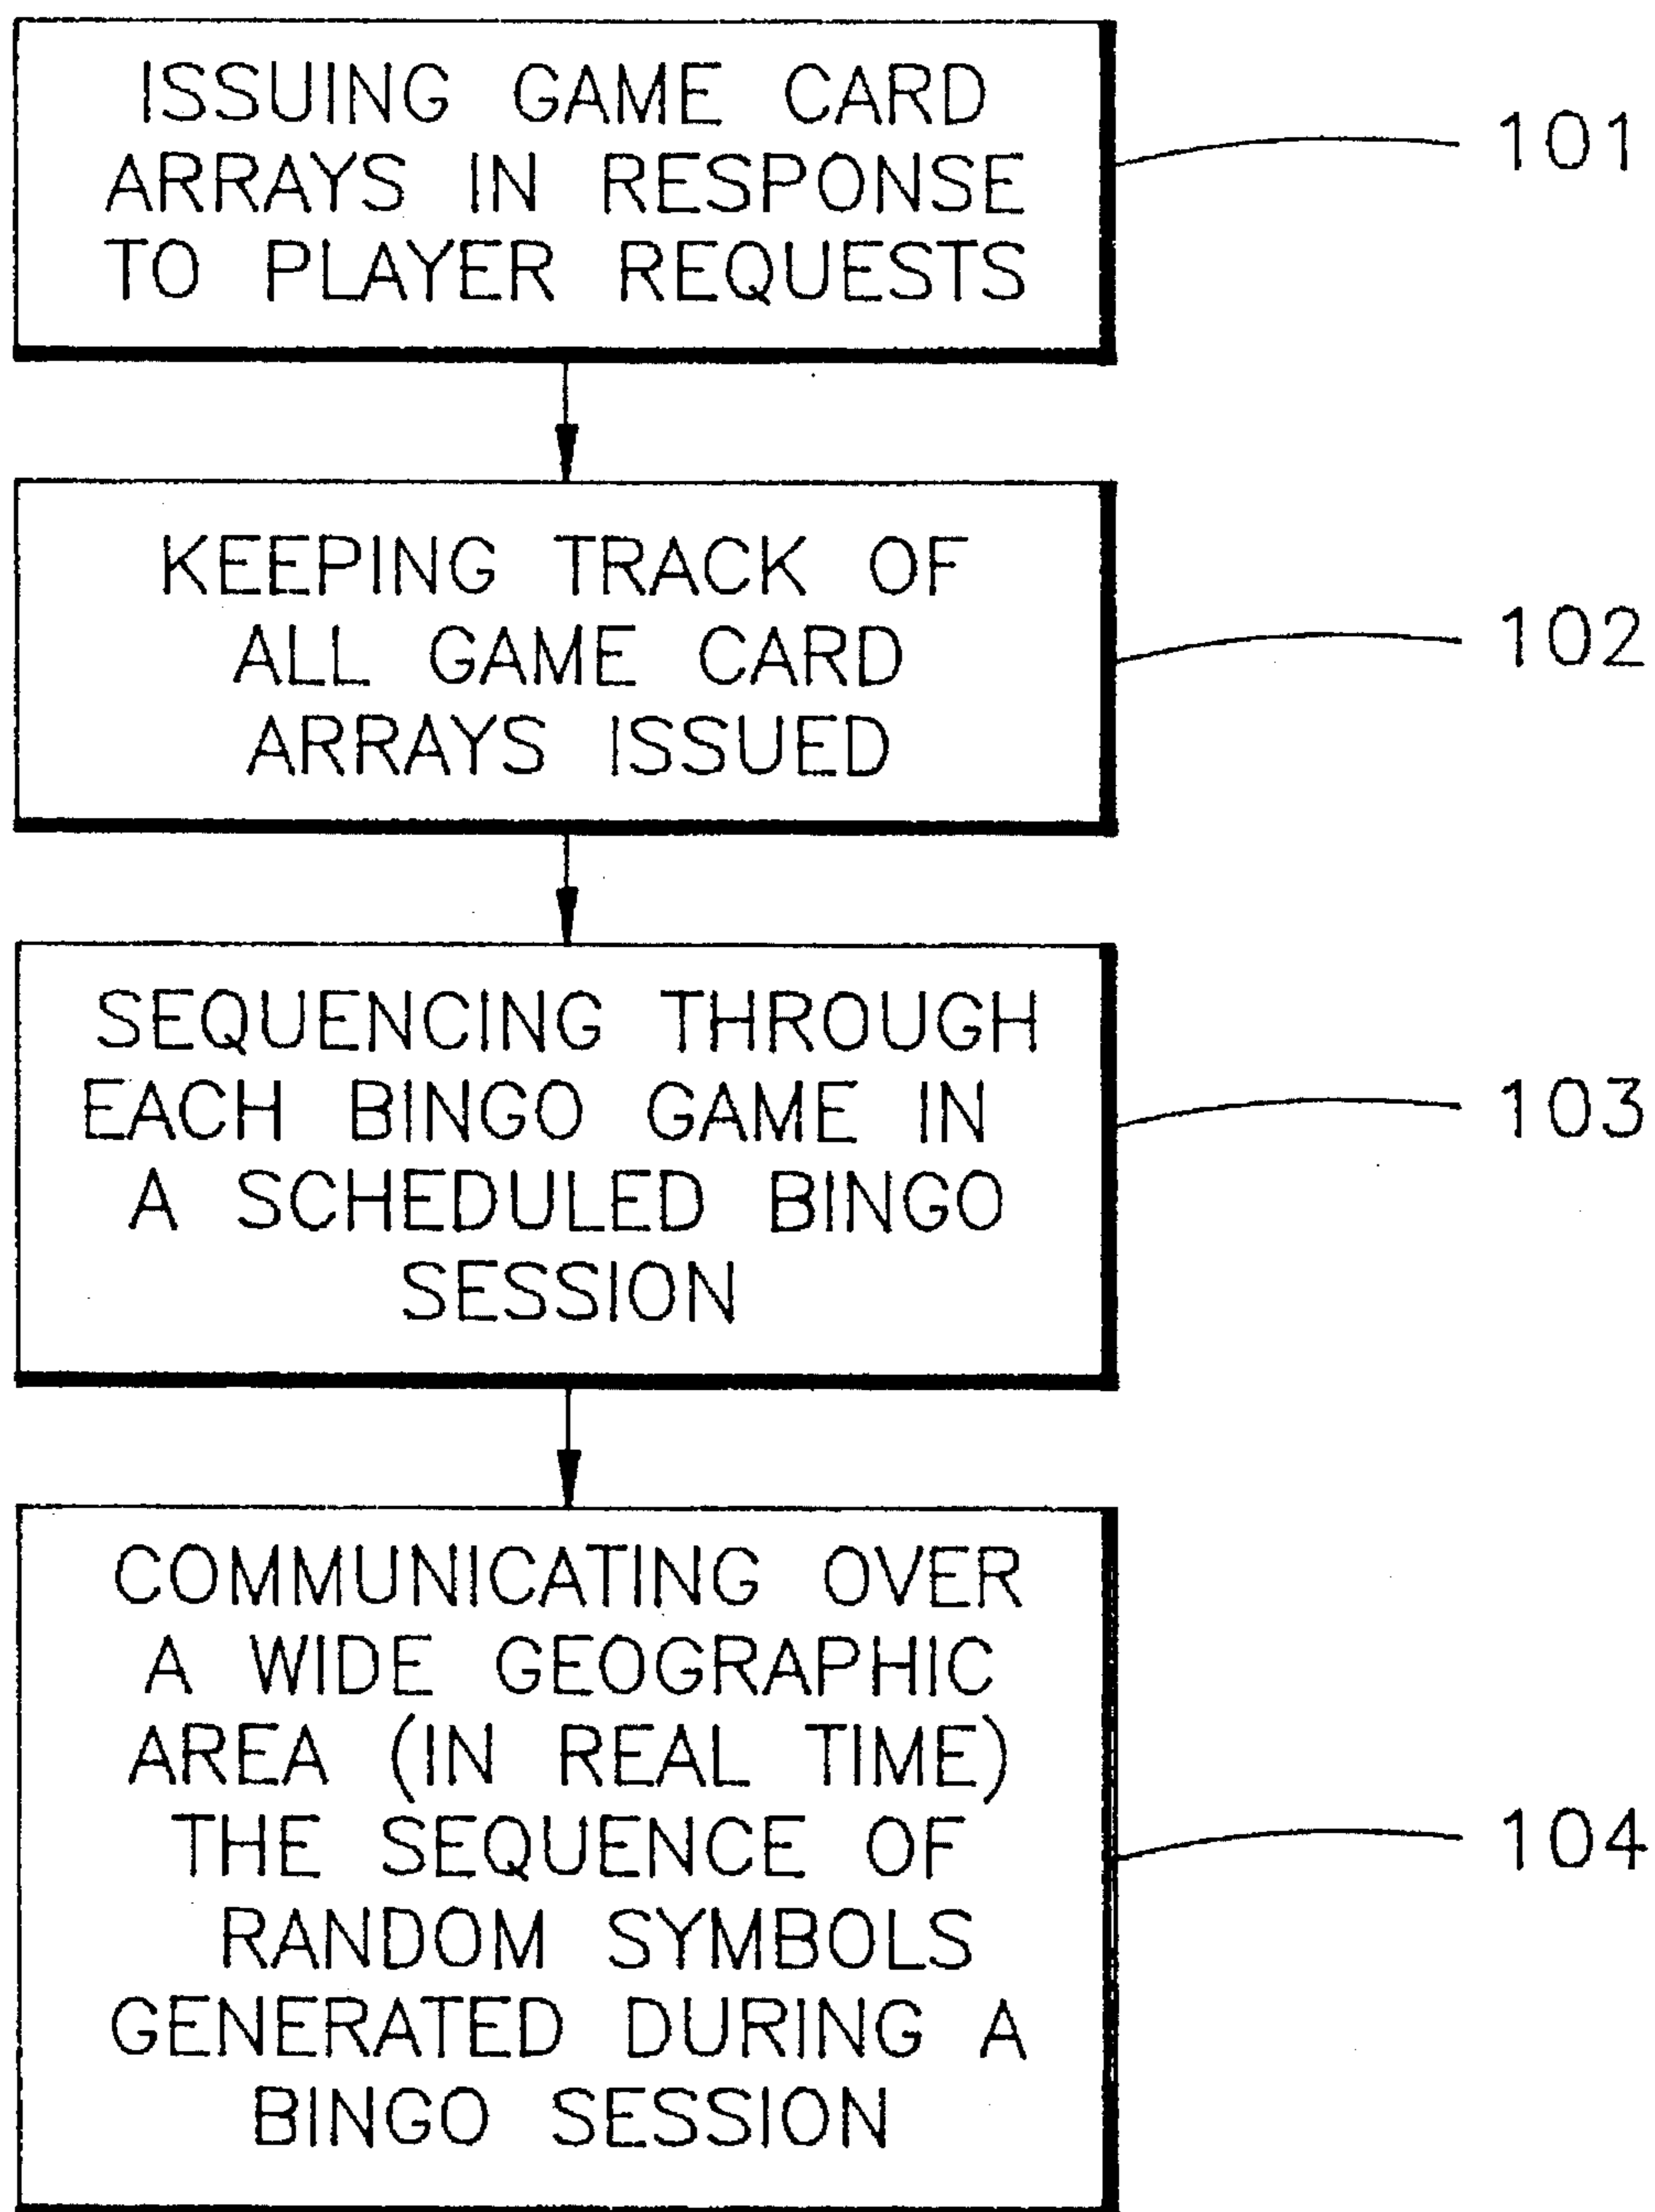 ISSUING GAME CARD
ARRAYS IN RESPONSE
TO PLAYER REQUESTS
101
KEEPING TRACK OF
ALL GAME CARD
ARRAYS ISSUED
102
SEQUENCING THROUGH
EACH BINGO GAME IN
A SCHEDULED BINGO
SESSION
103
COMMUNICATING OVER
A WIDE GEOGRAPHIC
AREA (IN REAL TIME)
THE SEQUENCE OF
RANDOM SYMBOLS
GENERATED DURING A
BINGO SESSION
104